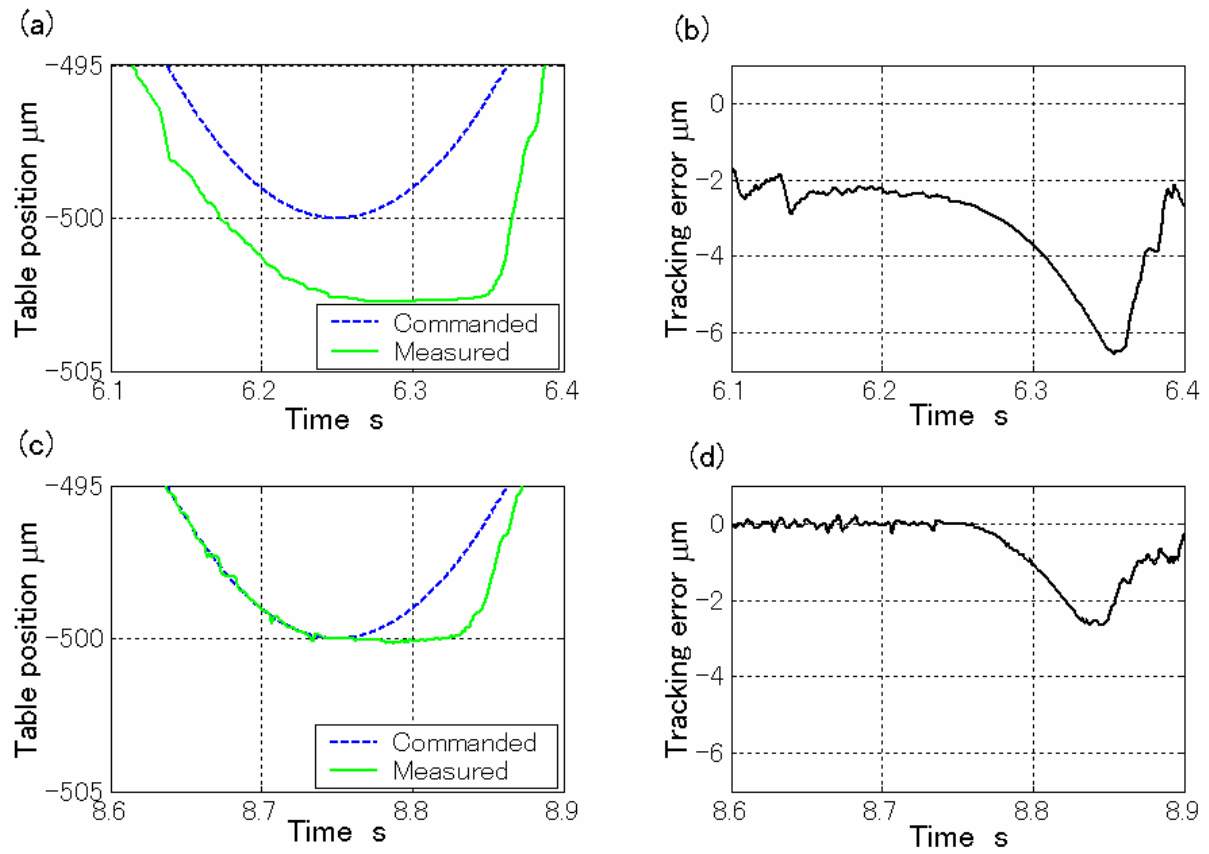 (a)
Table position μm
-495
-500
-505
6.1
6.2
6.3
6.4
Time s
Commanded
Measured
(b)
Tracking error μm
0
-2
-4
-6
6.1
6.2
6.3
6.4
Time s
(c)
Table position μm
-495
-500
-505
8.6
8.7
8.8
8.9
Time s
Commanded
Measured
(d)
Tracking error μm
0
-2
-4
-6
8.6
8.7
8.8
8.9
Time s